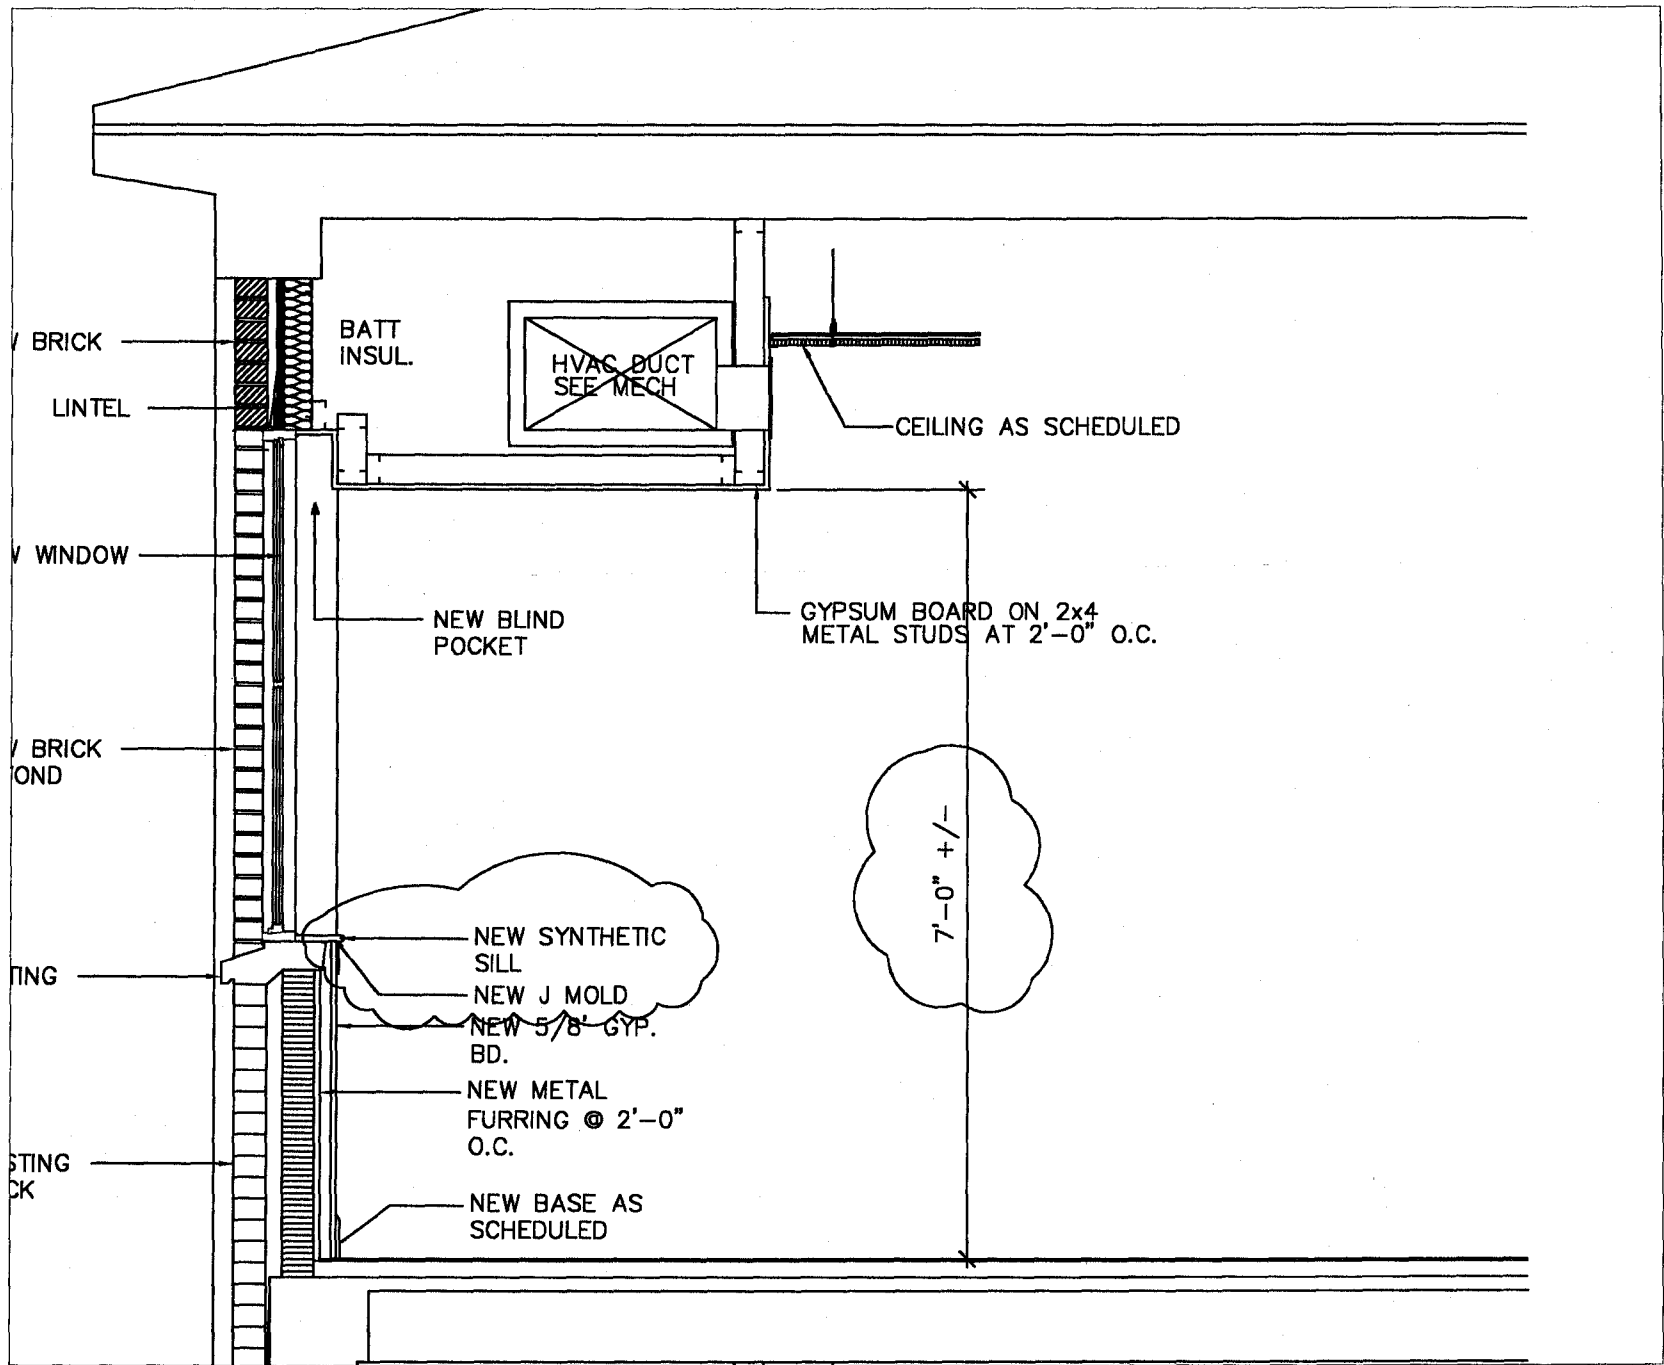 BRICK
LINTEL
BATT
INSUL.
HVAC DUCT
SEE MECH
CEILING AS SCHEDULED
WINDOW
NEW BLIND
POCKET
GYPSUM BOARD ON 2x4
METAL STUDS AT 2'-0" O.C.
BRICK
OND
7'-0" +/-
NEW SYNTHETIC
SILL
TING
NEW J MOLD
NEW 5/8' GYP.
BD.
NEW METAL
FURRING @ 2'-0"
O.C.
STING
CK
NEW BASE AS
SCHEDULED